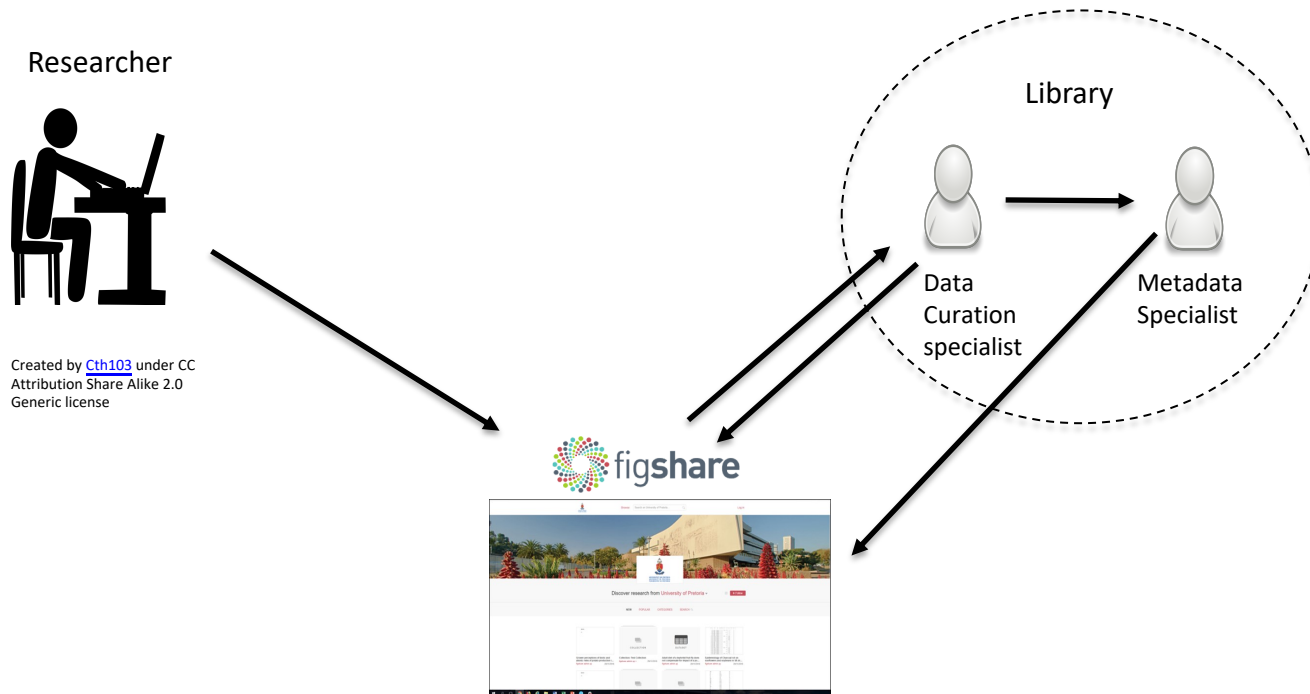 Researcher
Library
Data
Curation
specialist
Metadata
Specialist
Created by Cth103 under CC
Attribution Share Alike 2.0
Generic license
figshare
Discover research from University of Pretoria